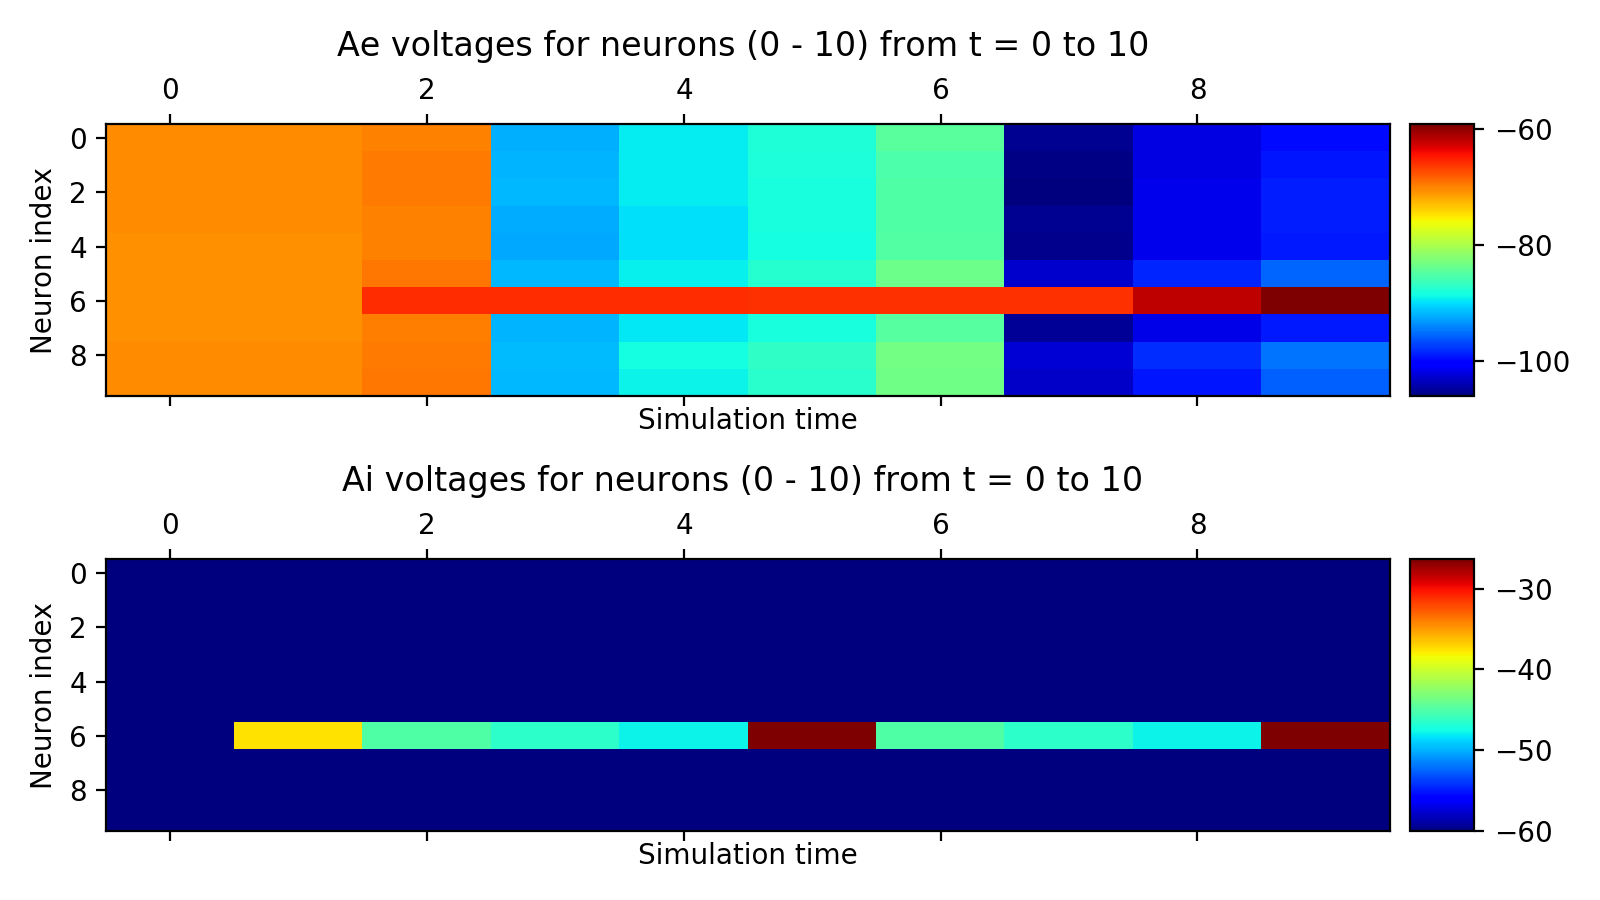 Ae voltages for neurons (0 - 10) from t = 0 to 10
0 2 4 6 8
Neuron index
0
2
4
6
8
−60
−80
−100
Simulation time
Ai voltages for neurons (0 - 10) from t = 0 to 10
0 2 4 6 8
Neuron index
0
2
4
6
8
−30
−40
−50
−60
Simulation time